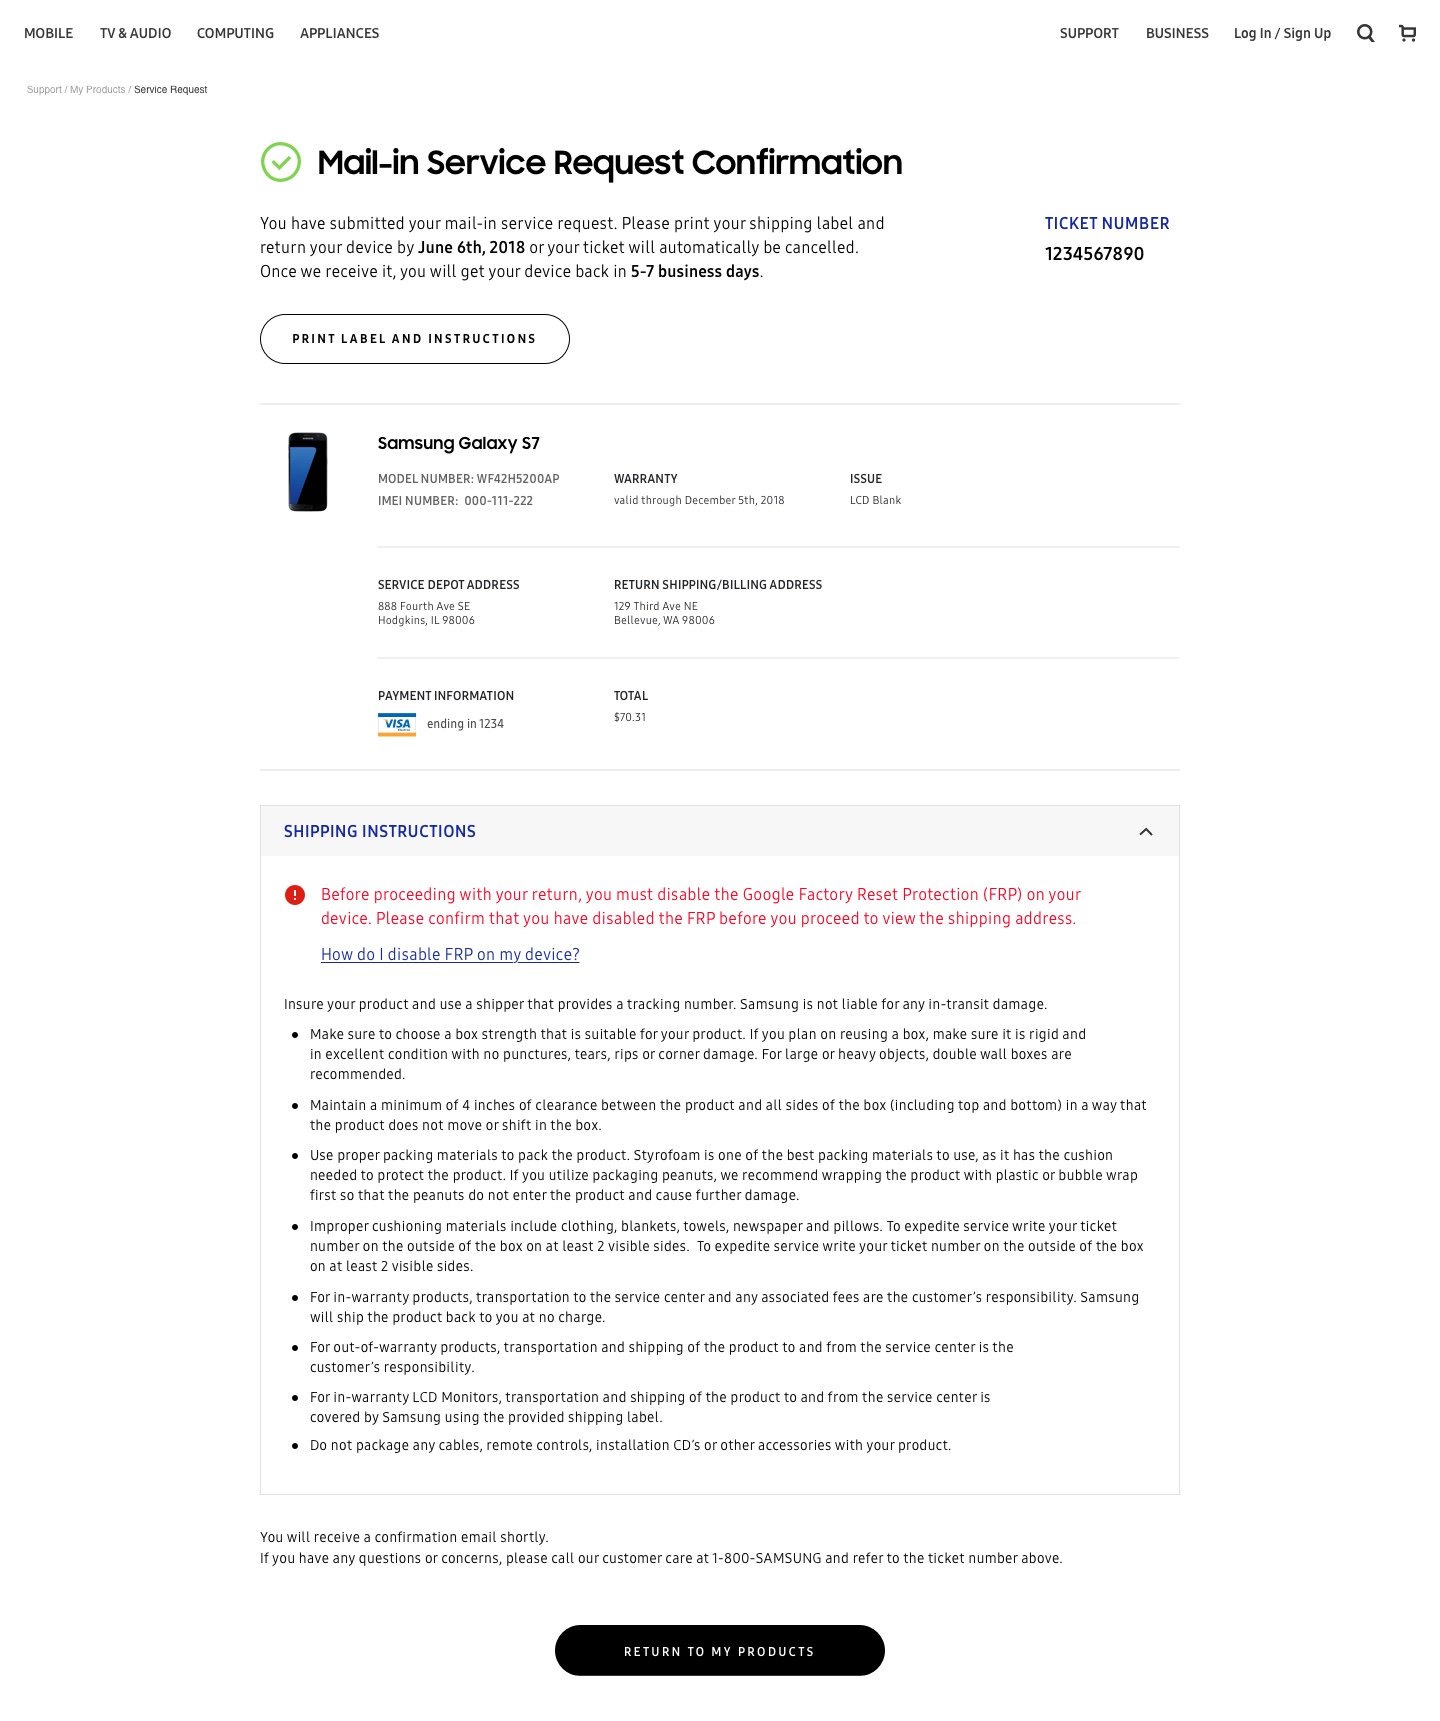 MOBILE TV & AUDIO COMPUTING APPLIANCES SUPPORT BUSINESS Log In / Sign Up
Support / My Products / Service Request
Mail-in Service Request Confirmation
You have submitted your mail-in service request. Please print your shipping label and
return your device by June 6th, 2018 or your ticket will automatically be cancelled.
Once we receive it, you will get your device back in 5-7 business days.
TICKET NUMBER
1234567890
PRINT LABEL AND INSTRUCTIONS
Samsung Galaxy S7
MODEL NUMBER: WF42H5200AP
IMEI NUMBER: 000-111-222
WARRANTY
valid through December 5th, 2018
ISSUE
LCD Blank
SERVICE DEPOT ADDRESS
888 Fourth Ave SE
Hodgkins, IL 98006
RETURN SHIPPING/BILLING ADDRESS
129 Third Ave NE
Bellevue, WA 98006
PAYMENT INFORMATION
VISA ending in 1234
TOTAL
$70.31
SHIPPING INSTRUCTIONS
Before proceeding with your return, you must disable the Google Factory Reset Protection (FRP) on your
device. Please confirm that you have disabled the FRP before you proceed to view the shipping address.
How do I disable FRP on my device?
Insure your product and use a shipper that provides a tracking number. Samsung is not liable for any in-transit damage.
● Make sure to choose a box strength that is suitable for your product. If you plan on reusing a box, make sure it is rigid and
in excellent condition with no punctures, tears, rips or corner damage. For large or heavy objects, double wall boxes are
recommended.
● Maintain a minimum of 4 inches of clearance between the product and all sides of the box (including top and bottom) in a way that
the product does not move or shift in the box.
● Use proper packing materials to pack the product. Styrofoam is one of the best packing materials to use, as it has the cushion
needed to protect the product. If you utilize packaging peanuts, we recommend wrapping the product with plastic or bubble wrap
first so that the peanuts do not enter the product and cause further damage.
● Improper cushioning materials include clothing, blankets, towels, newspaper and pillows. To expedite service write your ticket
number on the outside of the box on at least 2 visible sides.  To expedite service write your ticket number on the outside of the box
on at least 2 visible sides.
● For in-warranty products, transportation to the service center and any associated fees are the customer’s responsibility. Samsung
will ship the product back to you at no charge.
● For out-of-warranty products, transportation and shipping of the product to and from the service center is the
customer’s responsibility.
● For in-warranty LCD Monitors, transportation and shipping of the product to and from the service center is
covered by Samsung using the provided shipping label.
● Do not package any cables, remote controls, installation CD’s or other accessories with your product.
You will receive a confirmation email shortly.
If you have any questions or concerns, please call our customer care at 1-800-SAMSUNG and refer to the ticket number above.
RETURN TO MY PRODUCTS